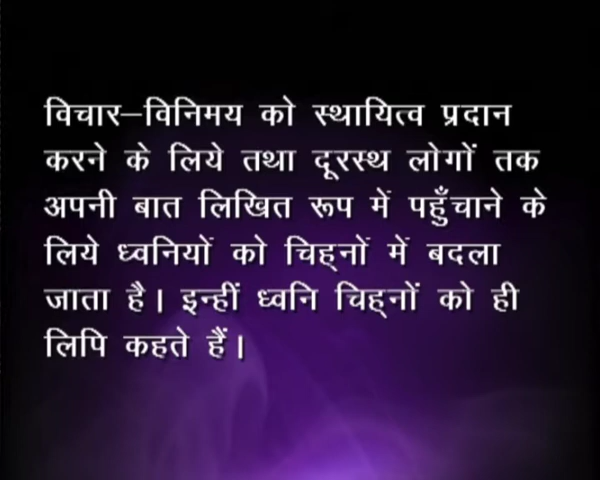 विचार–विनिमय को स्थायित्व प्रदान
करने के लिये तथा दूरस्थ लोगों तक
अपनी बात लिखित रूप में पहुँचाने के
लिये ध्वनियों को चिह्नों में बदला
जाता है। इन्हीं ध्वनि चिह्नों को ही
लिपि कहते हैं।